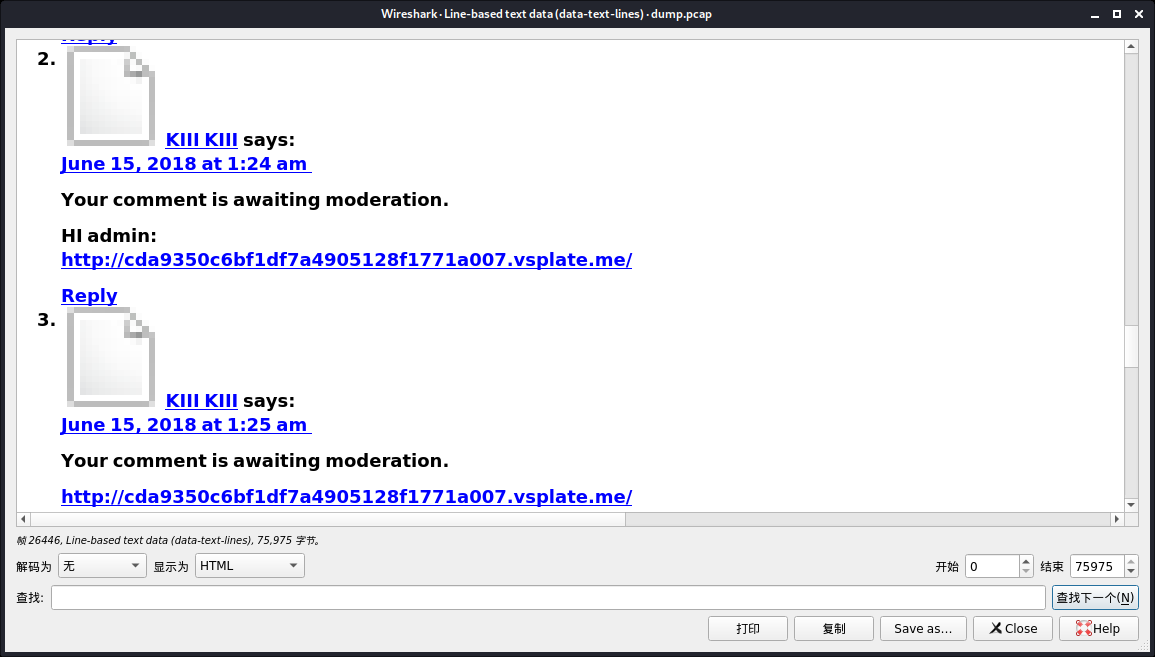 Wireshark · Line-based text data (data-text-lines) · dump.pcap
Reply
2.
KIII KIII says:
June 15, 2018 at 1:24 am
Your comment is awaiting moderation.
HI admin:
http://cda9350c6bf1df7a4905128f1771a007.vsplate.me/
Reply
3.
KIII KIII says:
June 15, 2018 at 1:25 am
Your comment is awaiting moderation.
http://cda9350c6bf1df7a4905128f1771a007.vsplate.me/
帧 26446, Line-based text data (data-text-lines), 75,975 字节。
解码为 无 显示为 HTML 开始 0 结束 75975
查找: 查找下一个(N)
打印 复制 Save as… Close Help